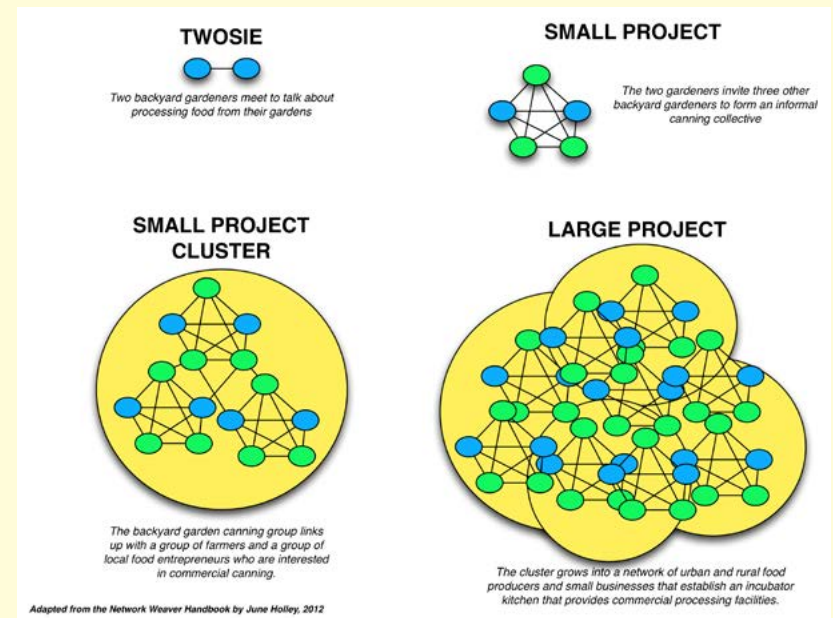 TWOSIE
Two backyard gardeners meet to talk about
processing food from their gardens
SMALL PROJECT
The two gardeners invite three other
backyard gardeners to form an informal
canning collective
SMALL PROJECT
CLUSTER
The backyard garden canning group links
up with a group of farmers and a group of
local food entrepreneurs who are interested
in commercial canning.
LARGE PROJECT
The cluster grows into a network of urban and rural food
producers and small businesses that establish an incubator
kitchen that provides commercial processing facilities.
Adapted from the Network Weaver Handbook by June Holley, 2012